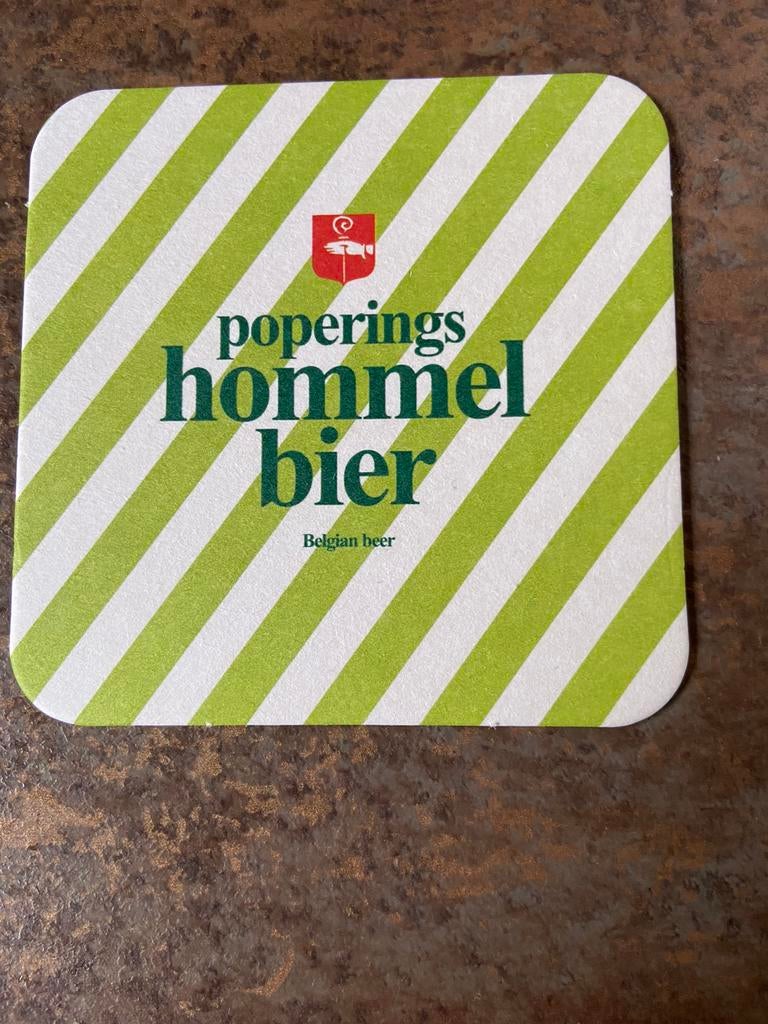 poperings
hommel
bier
Belgian beer